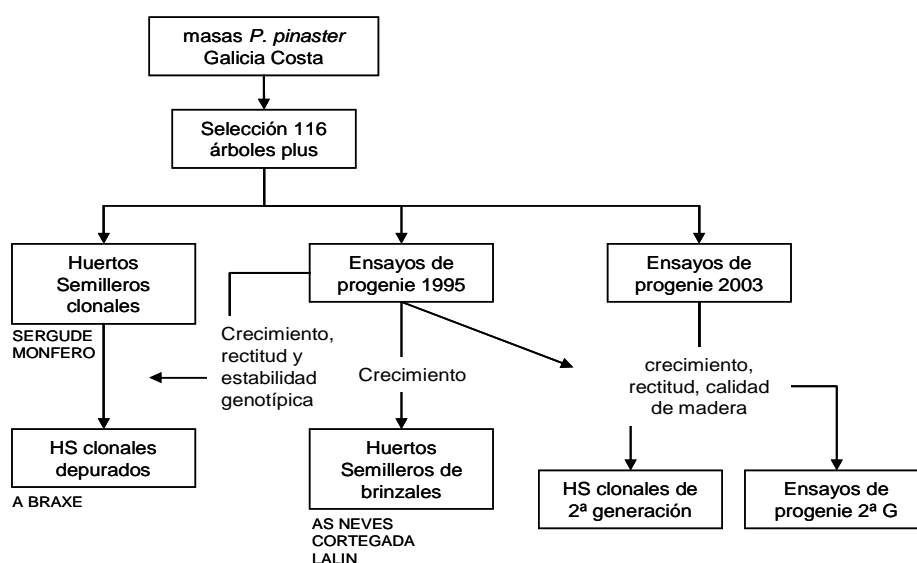 masas P. pinaster
Galicia Costa
Selección 116
árboles plus
Huertos
Semilleros
clonales
SERGUDE
MONFERO
Ensayos de
progenie 1995
Ensayos de
progenie 2003
Crecimiento,
rectitud y
estabilidad
genotípica
Crecimiento
crecimiento,
rectitud, calidad
de madera
HS clonales
depurados
A BRAXE
Huertos
Semilleros de
brinzales
AS NEVES
CORTEGADA
LALIN
HS clonales de
2ª generación
Ensayos de
progenie 2ª G